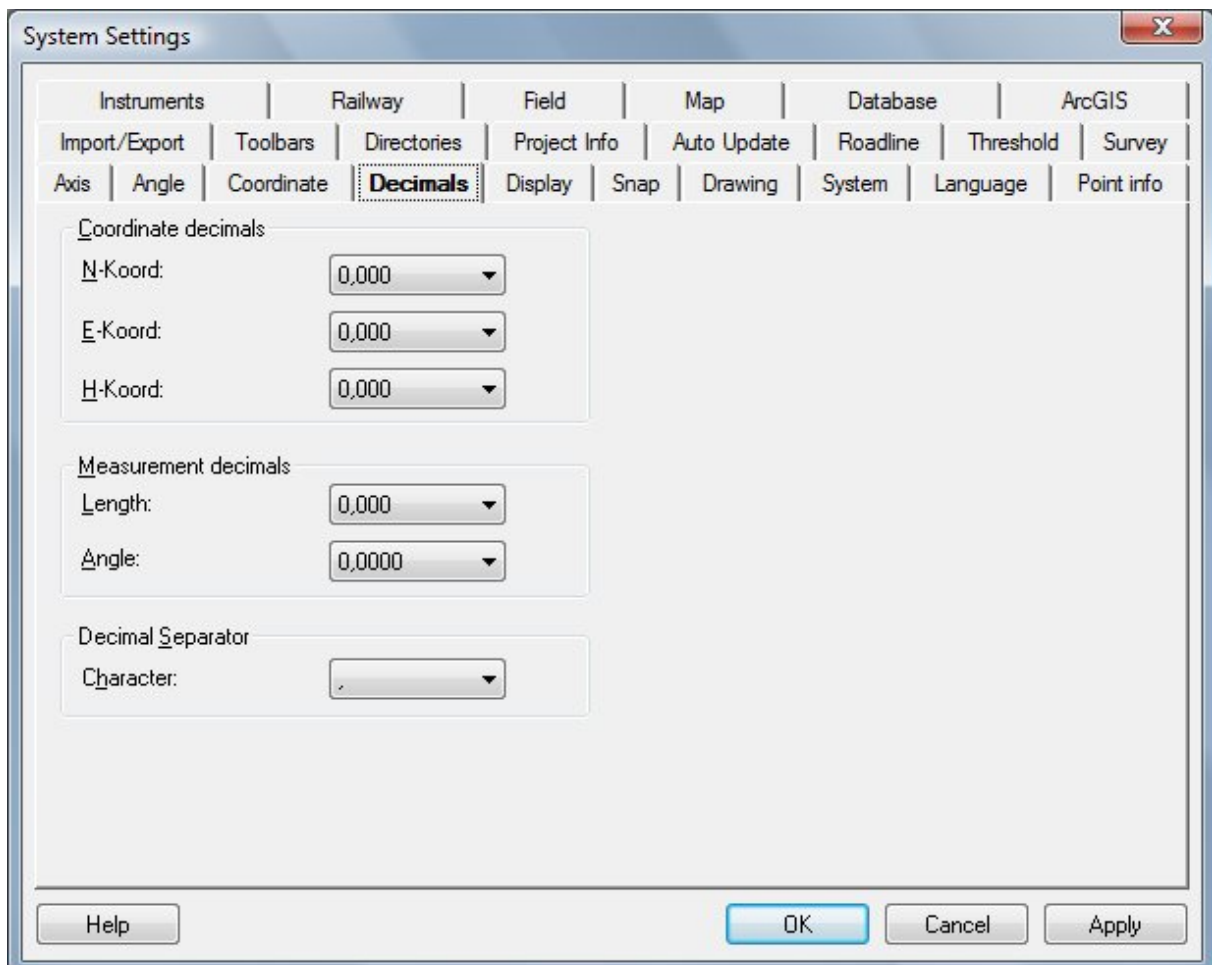 System Settings
Instruments Railway Field Map Database ArcGIS
Import/Export Toolbars Directories Project Info Auto Update Roadline Threshold Survey
Axis Angle Coordinate Decimals Display Snap Drawing System Language Point info
Coordinate decimals
N-Koord: 0,000
E-Koord: 0,000
H-Koord: 0,000
Measurement decimals
Length: 0,000
Angle: 0,0000
Decimal Separator
Character: ,
Help OK Cancel Apply